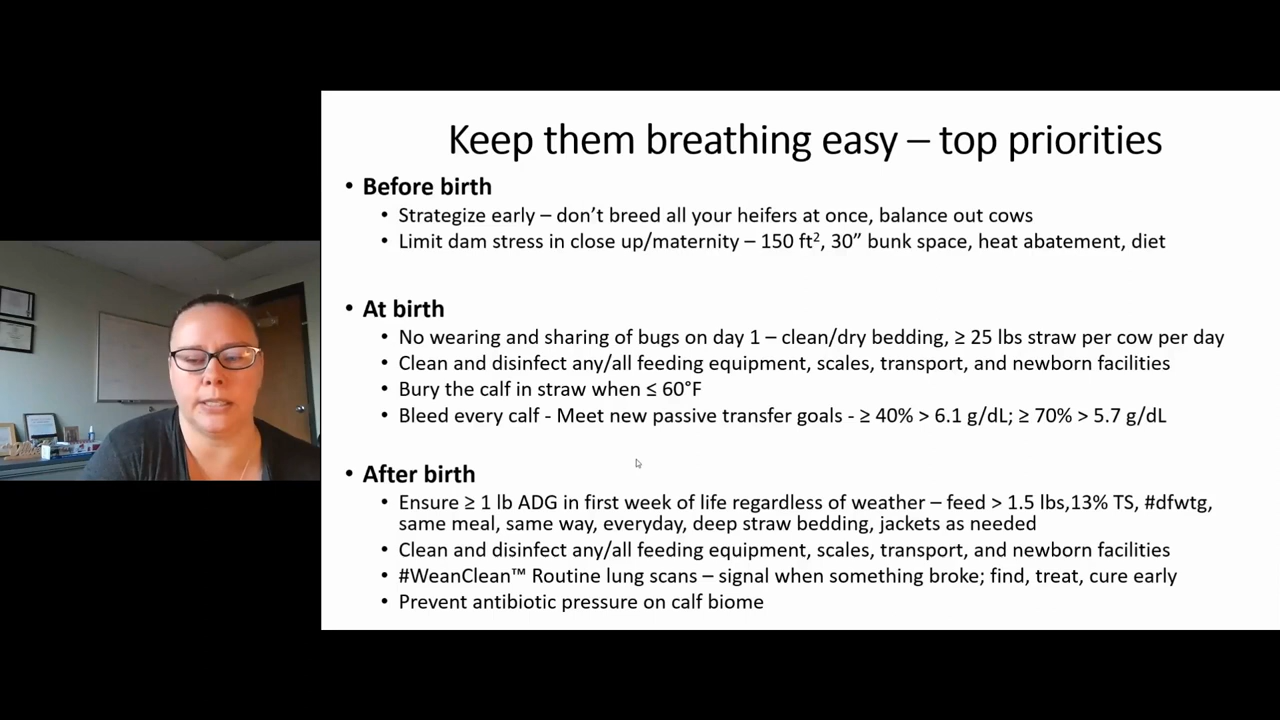 Keep them breathing easy – top priorities
• Before birth
• Strategize early – don’t breed all your heifers at once, balance out cows
• Limit dam stress in close up/maternity – 150 ft², 30” bunk space, heat abatement, diet
• At birth
• No wearing and sharing of bugs on day 1 – clean/dry bedding, ≥ 25 lbs straw per cow per day
• Clean and disinfect any/all feeding equipment, scales, transport, and newborn facilities
• Bury the calf in straw when ≤ 60°F
• Bleed every calf - Meet new passive transfer goals - ≥ 40% > 6.1 g/dL; ≥ 70% > 5.7 g/dL
• After birth
• Ensure ≥ 1 lb ADG in first week of life regardless of weather – feed > 1.5 lbs,13% TS, #dfwtg,
same meal, same way, everyday, deep straw bedding, jackets as needed
• Clean and disinfect any/all feeding equipment, scales, transport, and newborn facilities
• #WeanClean™ Routine lung scans – signal when something broke; find, treat, cure early
• Prevent antibiotic pressure on calf biome